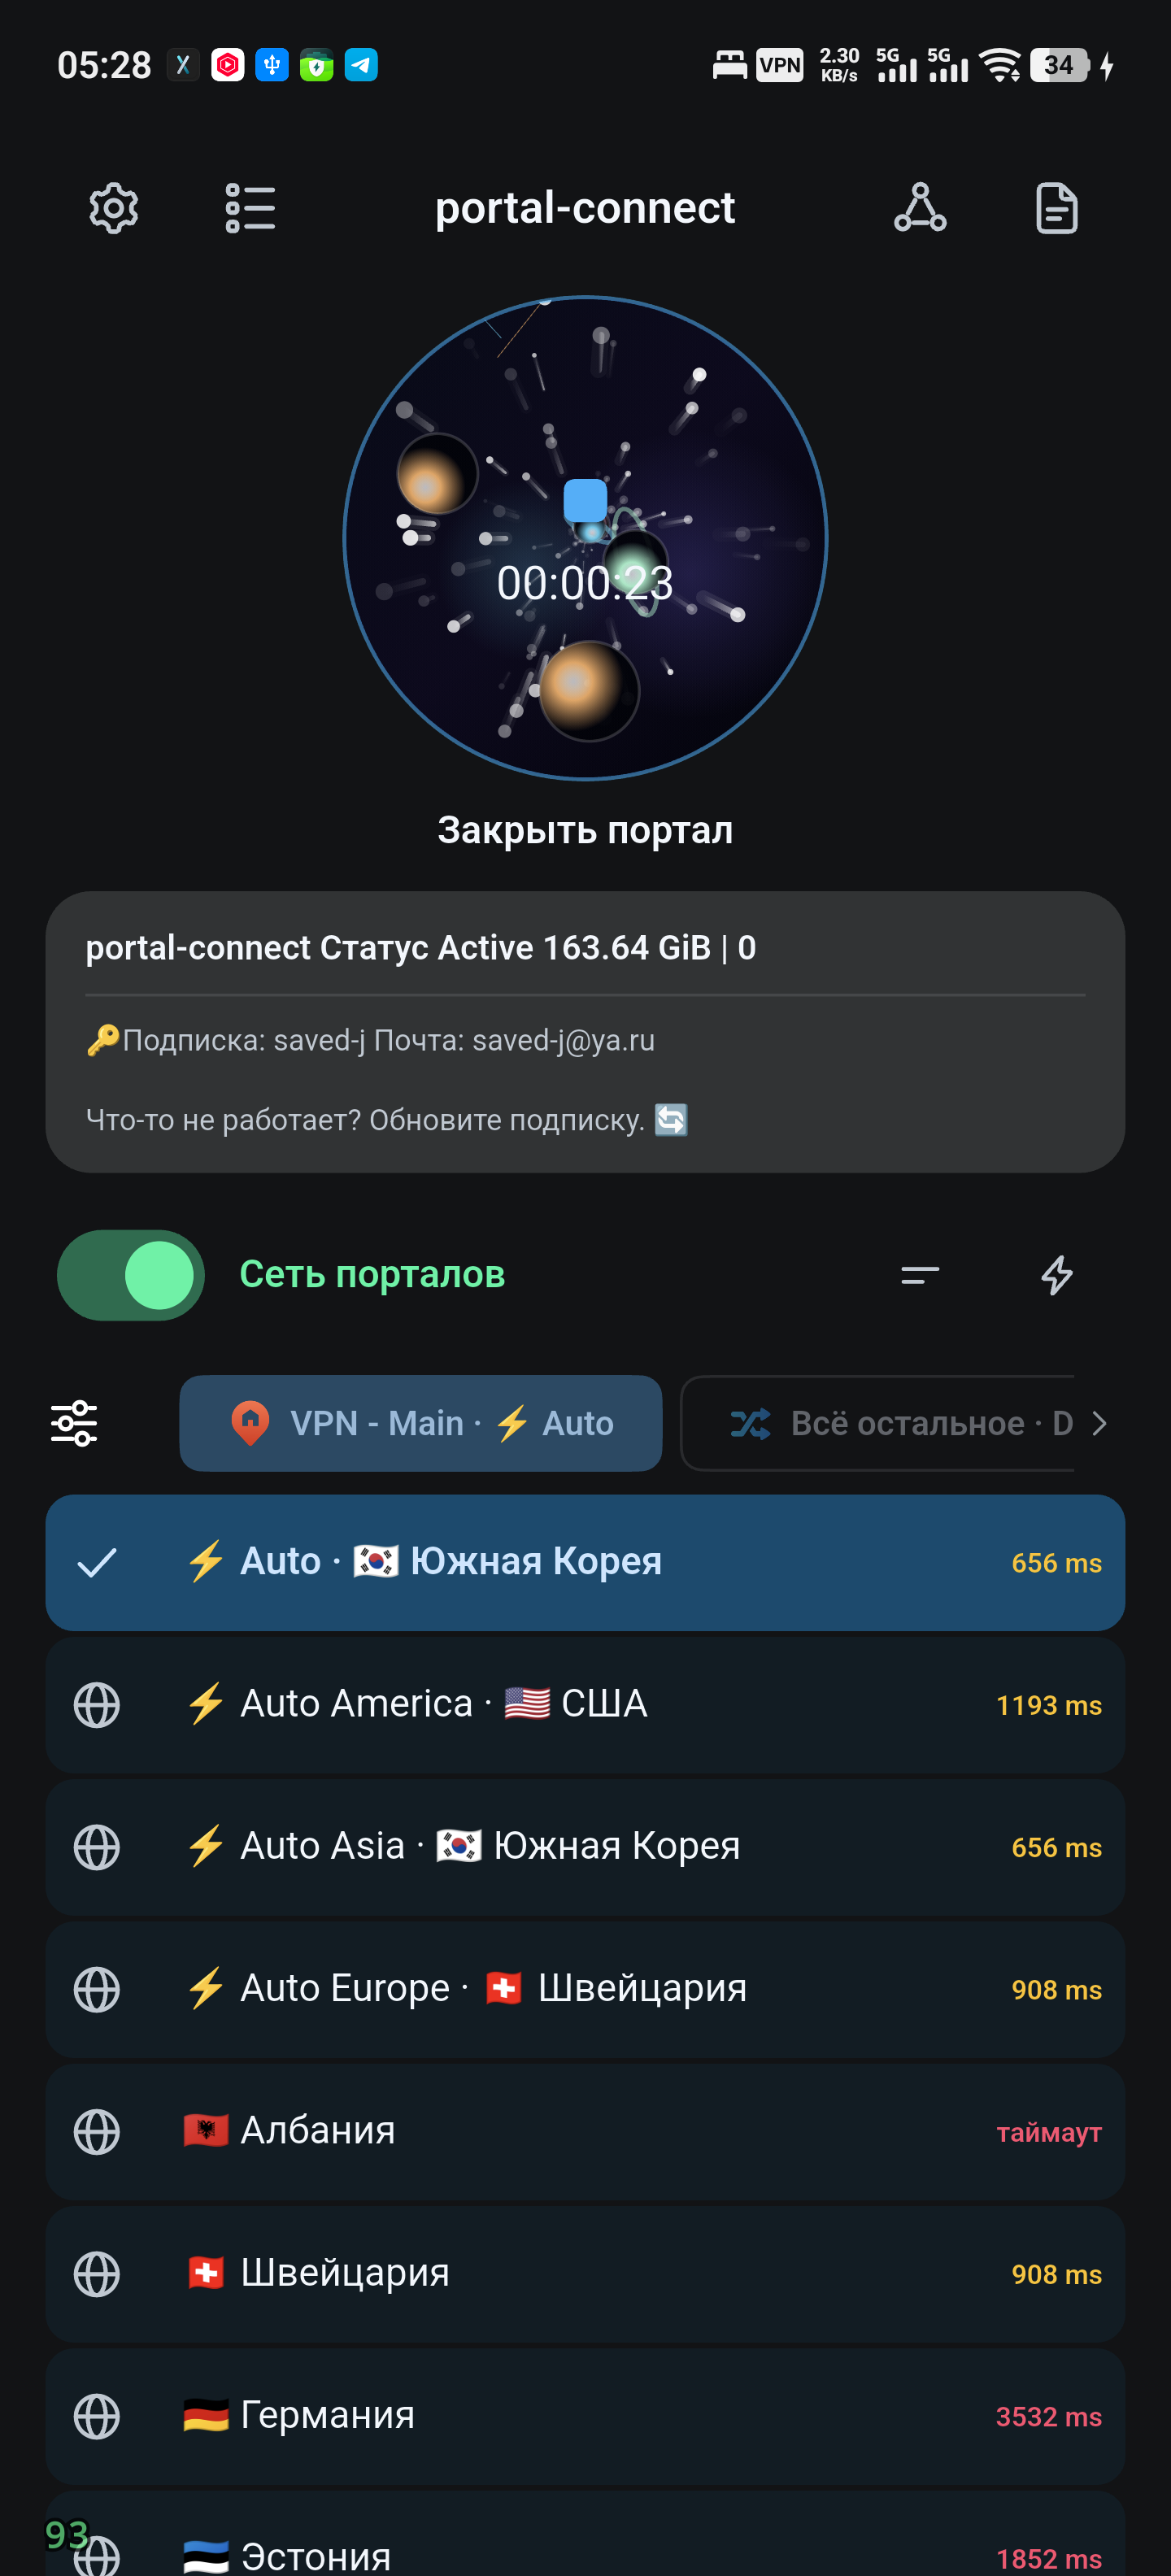 05:28
VPN 2.30 KB/s 5G 5G 34
portal-connect
00:00:23
Закрыть портал
portal-connect Статус Active 163.64 GiB | 0
🔑Подписка: saved-j Почта: saved-j@ya.ru
Что-то не работает? Обновите подписку. 🔄
Сеть порталов
VPN - Main · ⚡ Auto
Всё остальное · D
⚡ Auto · 🇰🇷 Южная Корея 656 ms
⚡ Auto America · 🇺🇸 США 1193 ms
⚡ Auto Asia · 🇰🇷 Южная Корея 656 ms
⚡ Auto Europe · 🇨🇭 Швейцария 908 ms
🇦🇱 Албания таймаут
🇨🇭 Швейцария 908 ms
🇩🇪 Германия 3532 ms
93
🇪🇪 Эстония 1852 ms